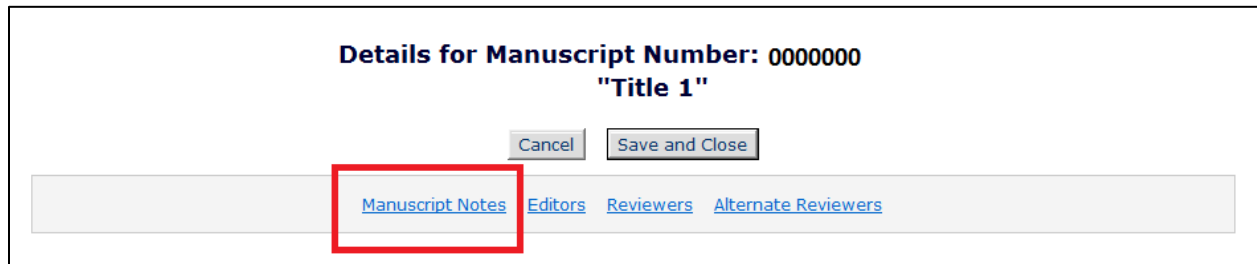 Details for Manuscript Number: 0000000
"Title 1"
Cancel Save and Close
Manuscript Notes Editors Reviewers Alternate Reviewers